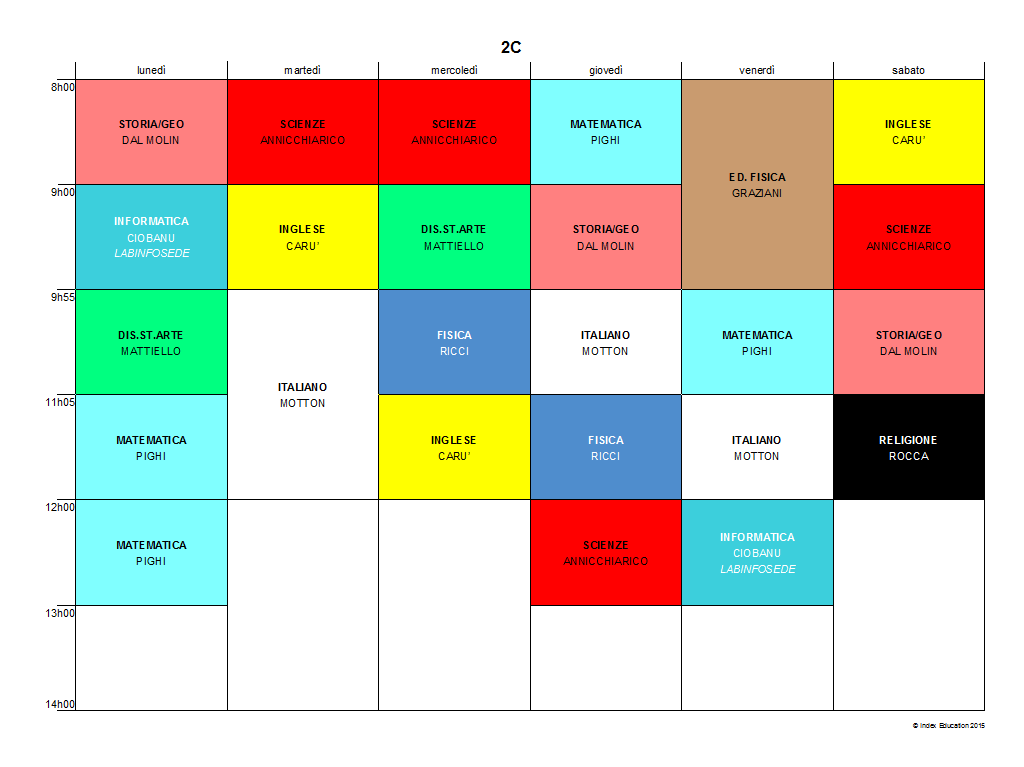 2C
lunedì martedì mercoledì giovedì venerdì sabato
8h00
STORIA/GEO
DAL MOLIN
SCIENZE
ANNICCHIARICO
SCIENZE
ANNICCHIARICO
MATEMATICA
PIGHI
ED. FISICA
GRAZIANI
INGLESE
CARU'
9h00
INFORMATICA
CIOBANU
LABINFOSEDE
INGLESE
CARU'
DIS.ST.ARTE
MATTIELLO
STORIA/GEO
DAL MOLIN
SCIENZE
ANNICCHIARICO
9h55
DIS.ST.ARTE
MATTIELLO
ITALIANO
MOTTON
FISICA
RICCI
ITALIANO
MOTTON
MATEMATICA
PIGHI
STORIA/GEO
DAL MOLIN
11h05
MATEMATICA
PIGHI
INGLESE
CARU'
FISICA
RICCI
ITALIANO
MOTTON
RELIGIONE
ROCCA
12h00
MATEMATICA
PIGHI
SCIENZE
ANNICCHIARICO
INFORMATICA
CIOBANU
LABINFOSEDE
13h00
14h00
© Index Education 2015